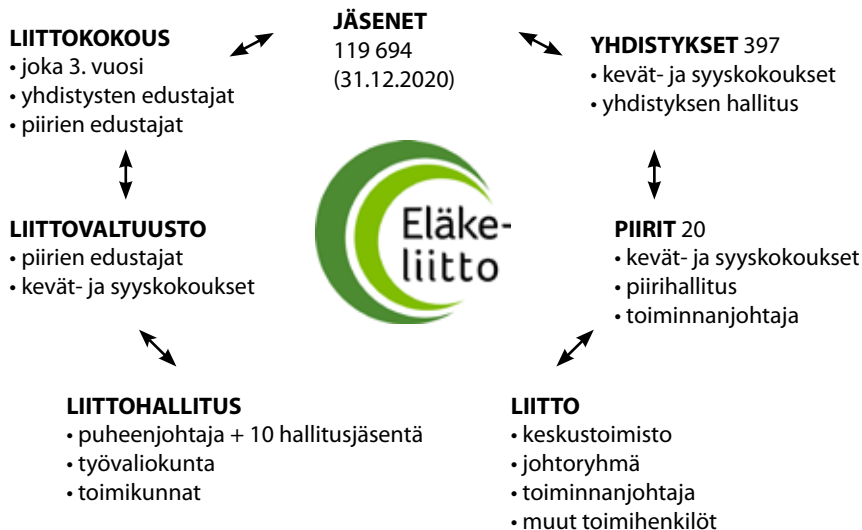 JÄSENET
119 694
(31.12.2020)
LIITTOKOKOUS
• joka 3. vuosi
• yhdistysten edustajat
• piirien edustajat
YHDISTYKSET 397
• kevät- ja syyskokoukset
• yhdistyksen hallitus
Eläke-
liitto
LIITTOVALTUUSTO
• piirien edustajat
• kevät- ja syyskokoukset
PIIRIT 20
• kevät- ja syyskokoukset
• piirihallitus
• toiminnanjohtaja
LIITTOHALLITUS
• puheenjohtaja + 10 hallitusjäsentä
• työvaliokunta
• toimikunnat
LIITTO
• keskustoimisto
• johtoryhmä
• toiminnanjohtaja
• muut toimihenkilöt